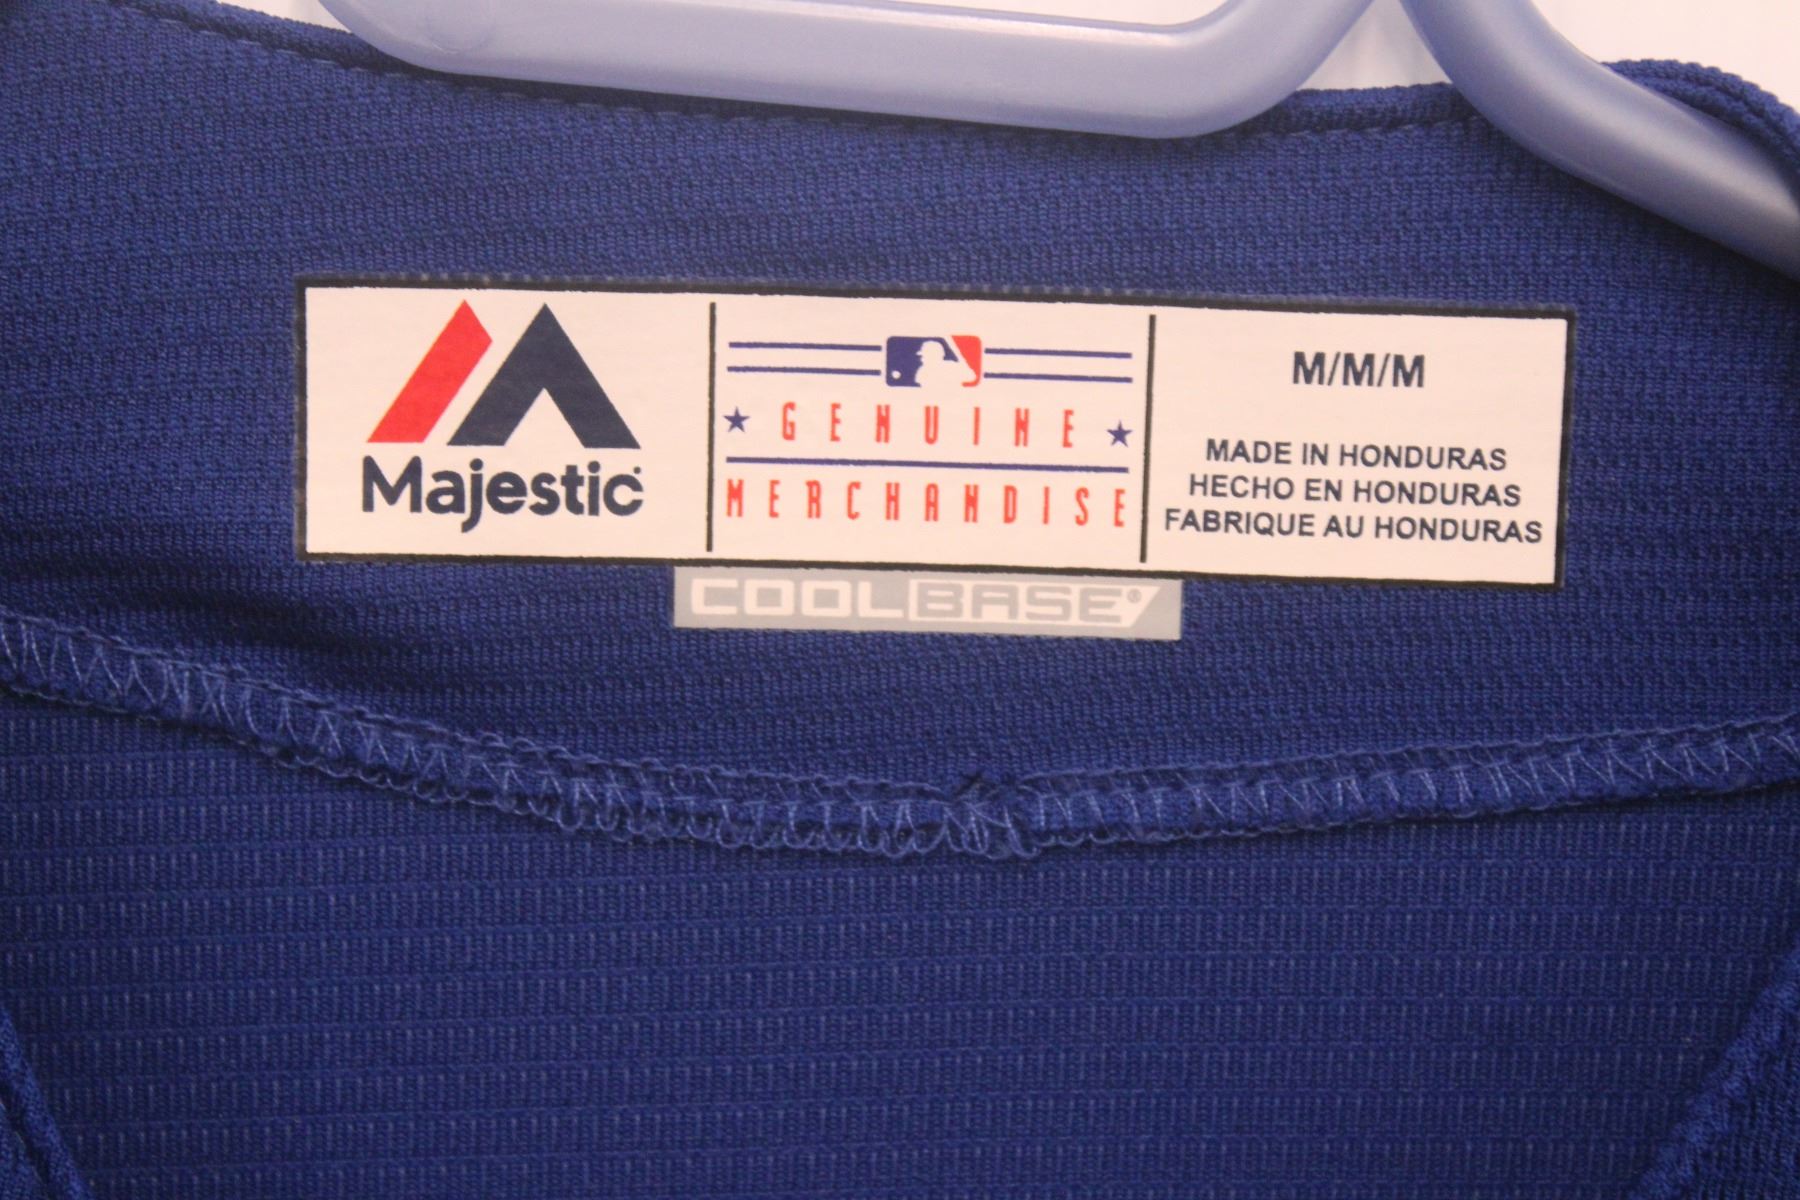 Majestic
GENUINE
MERCHANDISE
M/M/M
MADE IN HONDURAS
HECHO EN HONDURAS
FABRIQUE AU HONDURAS
COOLBASE®